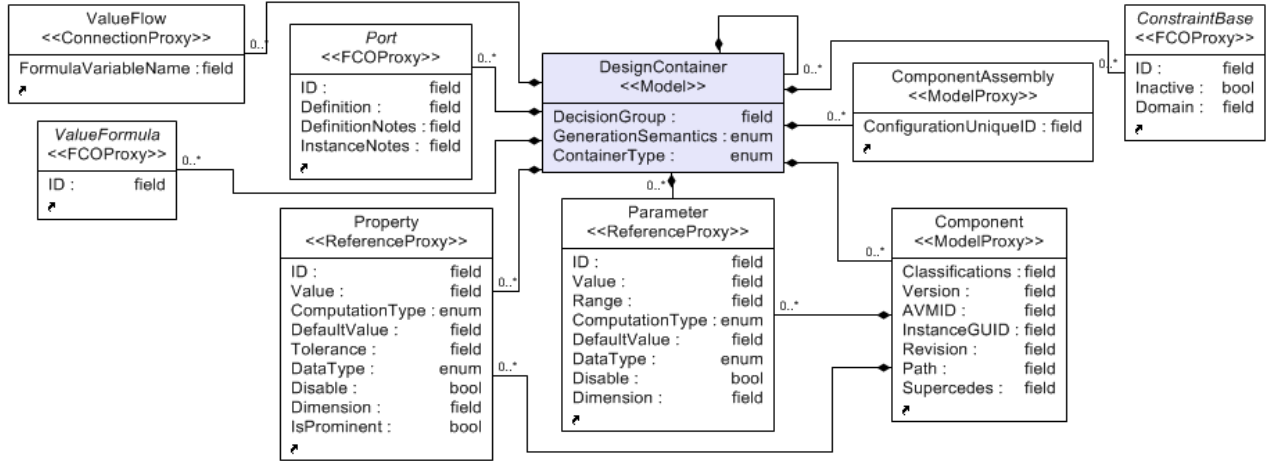 ValueFlow
<<ConnectionProxy>>
FormulaVariableName : field
0..*
Port
<<FCOProxy>>
ID : field
Definition : field
DefinitionNotes : field
InstanceNotes : field
0..*
DesignContainer
<<Model>>
DecisionGroup : field
GenerationSemantics : enum
ContainerType : enum
0..*
ComponentAssembly
<<ModelProxy>>
ConfigurationUniqueID : field
0..*
ConstraintBase
<<FCOProxy>>
ID : field
Inactive : bool
Domain : field
0..*
ValueFormula
<<FCOProxy>>
ID : field
0..*
Property
<<ReferenceProxy>>
ID : field
Value : field
ComputationType : enum
DefaultValue : field
Tolerance : field
DataType : enum
Disable : bool
Dimension : field
IsProminent : bool
0..*
0..*
0..*
Parameter
<<ReferenceProxy>>
ID : field
Value : field
Range : field
ComputationType : enum
DefaultValue : field
DataType : enum
Disable : bool
Dimension : field
0..*
0..*
Component
<<ModelProxy>>
Classifications : field
Version : field
AVMID : field
InstanceGUID : field
Revision : field
Path : field
Supercedes : field